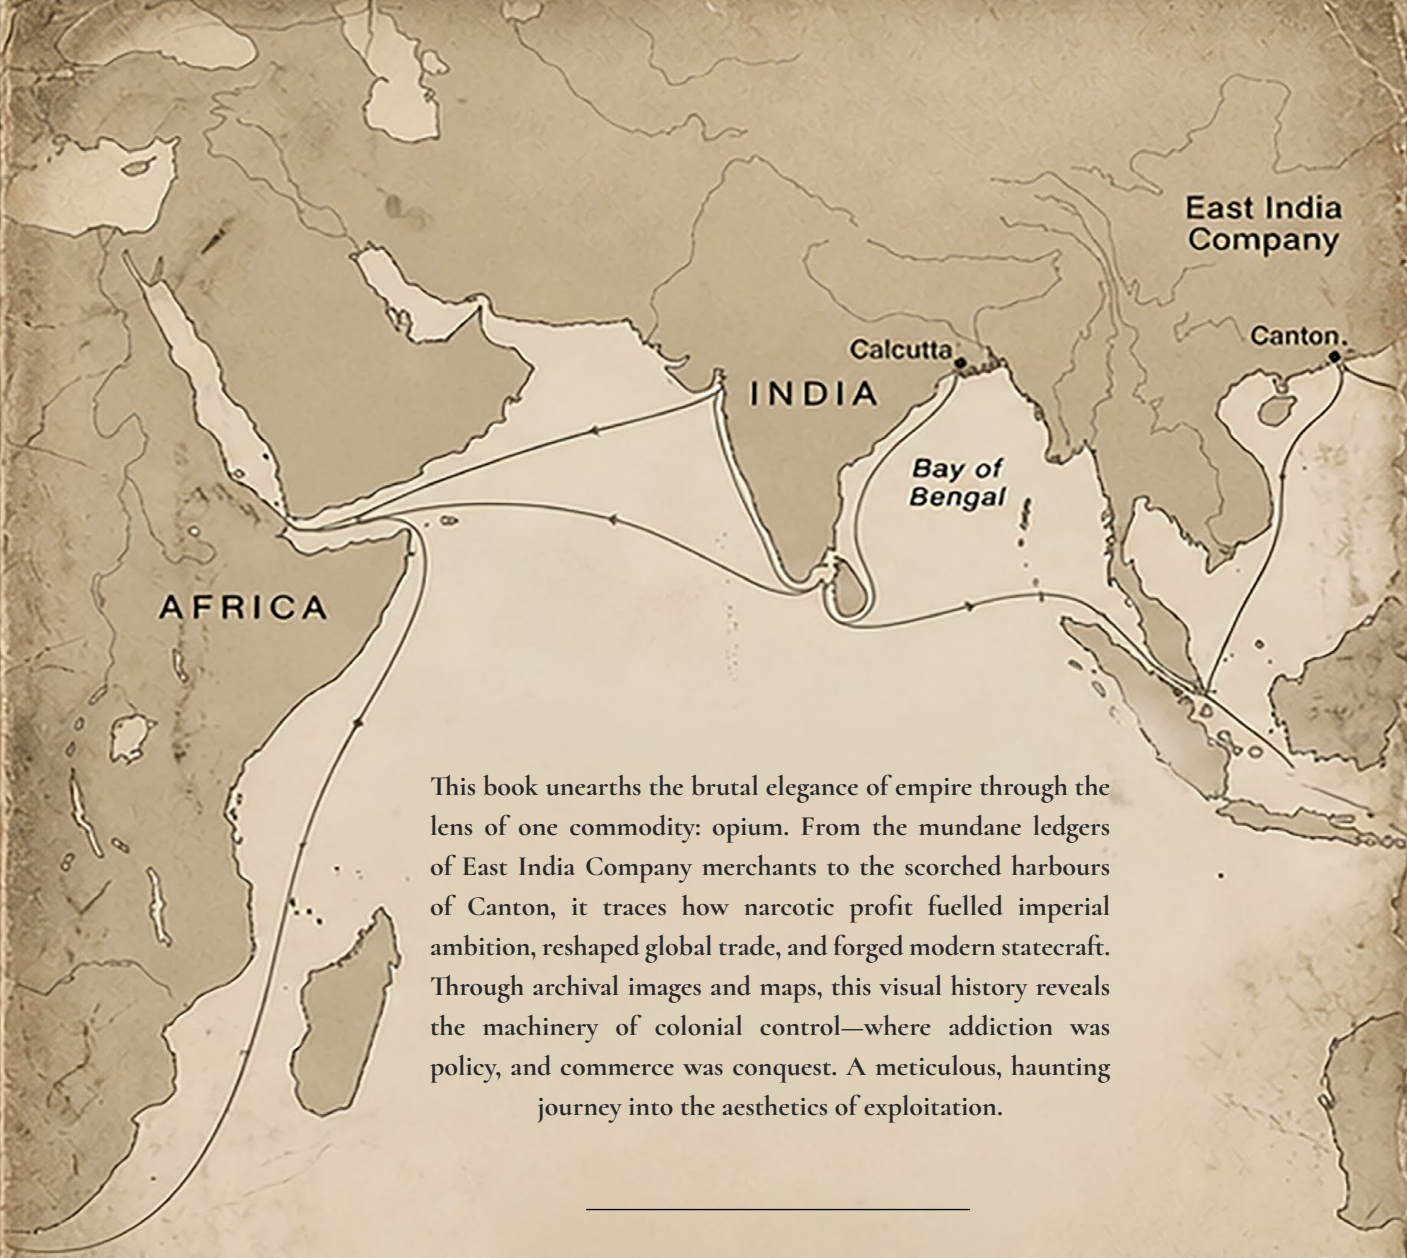 East India
Company
Canton.
Calcutta
INDIA
Bay of
Bengal
AFRICA
This book unearths the brutal elegance of empire through the
lens of one commodity: opium. From the mundane ledgers
of East India Company merchants to the scorched harbours
of Canton, it traces how narcotic profit fuelled imperial
ambition, reshaped global trade, and forged modern statecraft.
Through archival images and maps, this visual history reveals
the machinery of colonial control—where addiction was
policy, and commerce was conquest. A meticulous, haunting
journey into the aesthetics of exploitation.